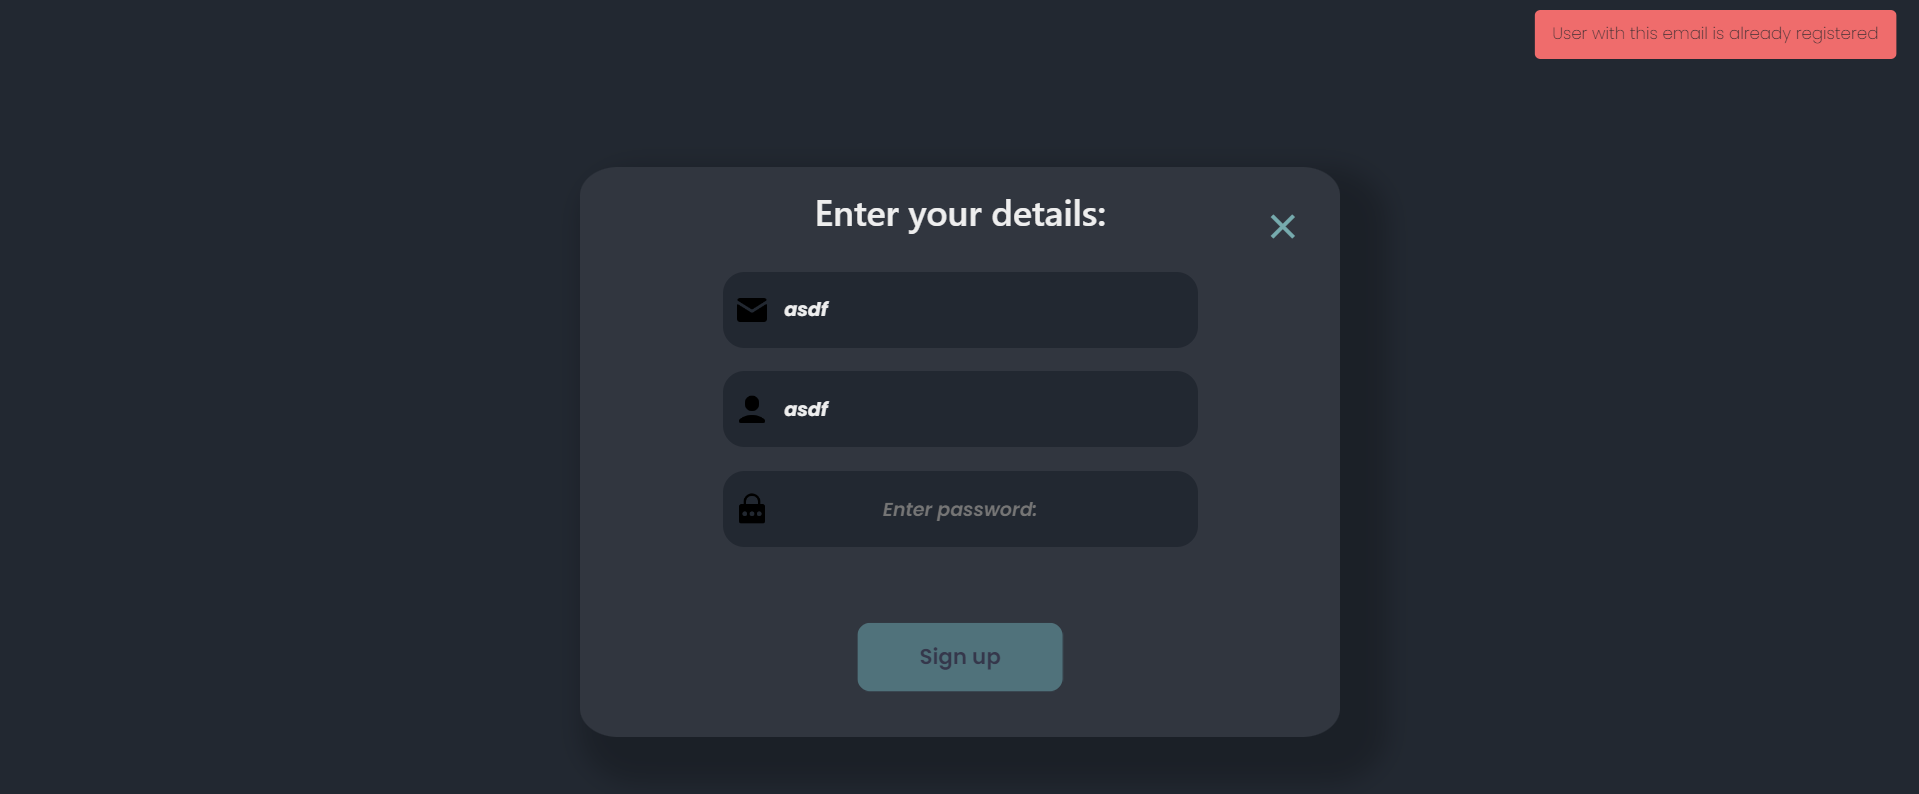 User with this email is already registered
Enter your details:
asdf
asdf
Enter password:
Sign up